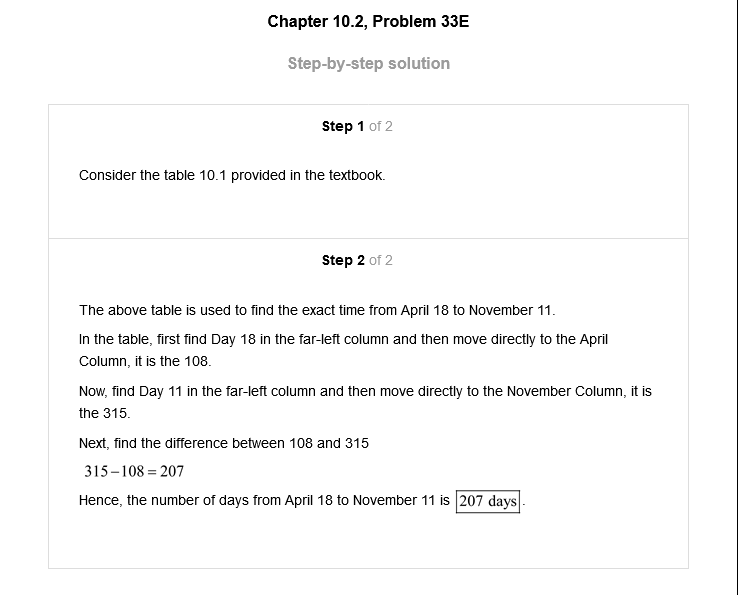 Chapter 10.2, Problem 33E
Step-by-step solution
Step 1 of 2
Consider the table 10.1 provided in the textbook.
Step 2 of 2
The above table is used to find the exact time from April 18 to November 11.
In the table, first find Day 18 in the far-left column and then move directly to the April
Column, it is the 108.
Now, find Day 11 in the far-left column and then move directly to the November Column, it is
the 315.
Next, find the difference between 108 and 315
315−108 = 207
Hence, the number of days from April 18 to November 11 is 207 days.